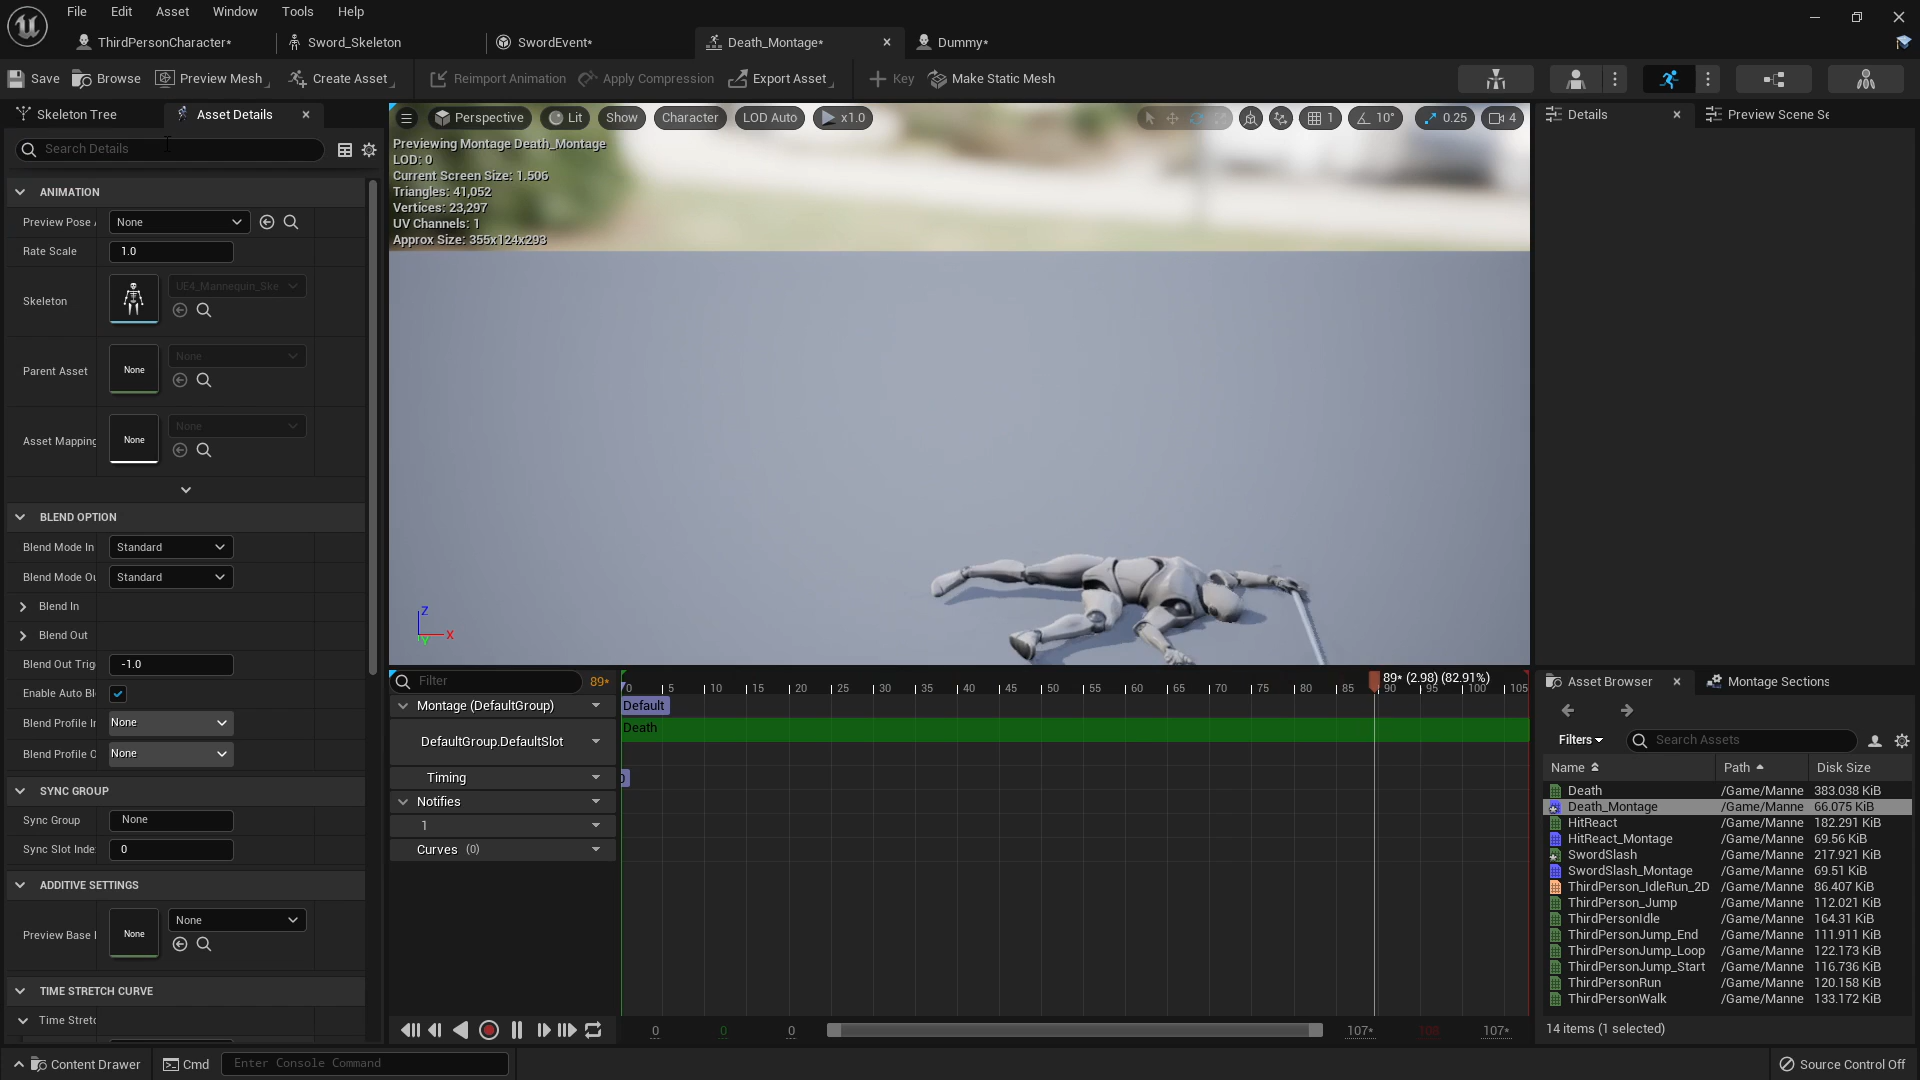 File Edit Asset Window Tools Help
ThirdPersonCharacter* Sword_Skeleton SwordEvent* Death_Montage* Dummy*
Save Browse Preview Mesh Create Asset Reimport Animation Apply Compression Export Asset Key Make Static Mesh
Skeleton Tree Asset Details
Search Details
ANIMATION
Preview Pose None
Rate Scale 1.0
Skeleton UE4_Mannequin_Ske
Parent Asset None None
Asset Mapping None None
BLEND OPTION
Blend Mode In Standard
Blend Mode Ou Standard
Blend In
Blend Out
Blend Out Trig -1.0
Enable Auto Bl
Blend Profile I None
Blend Profile O None
SYNC GROUP
Sync Group None
Sync Slot Inde 0
ADDITIVE SETTINGS
Preview Base None None
TIME STRETCH CURVE
Time Stretc
Perspective Lit Show Character LOD Auto x1.0 1 10° 0.25 4
Previewing Montage Death_Montage
LOD: 0
Current Screen Size: 1.506
Triangles: 41,052
Vertices: 23,297
UV Channels: 1
Approx Size: 355x124x293
Z
X
Y
Filter 89*
89* (2.98) (82.91%)
0 5 10 15 20 25 30 35 40 45 50 55 60 65 70 75 80 85 90 95 100 105
Montage (DefaultGroup) Default
Death
DefaultGroup.DefaultSlot
Timing
Notifies
1
Curves (0)
0 0 0 107* 108 107*
Details Preview Scene Se
Asset Browser Montage Sections
Filters Search Assets
Name Path Disk Size
Death /Game/Manne 383.038 KiB
Death_Montage /Game/Manne 66.075 KiB
HitReact /Game/Manne 182.291 KiB
HitReact_Montage /Game/Manne 69.56 KiB
SwordSlash /Game/Manne 217.921 KiB
SwordSlash_Montage /Game/Manne 69.51 KiB
ThirdPerson_IdleRun_2D /Game/Manne 86.407 KiB
ThirdPerson_Jump /Game/Manne 112.021 KiB
ThirdPersonIdle /Game/Manne 164.31 KiB
ThirdPersonJump_End /Game/Manne 111.911 KiB
ThirdPersonJump_Loop /Game/Manne 122.173 KiB
ThirdPersonJump_Start /Game/Manne 116.736 KiB
ThirdPersonRun /Game/Manne 120.158 KiB
ThirdPersonWalk /Game/Manne 133.172 KiB
14 items (1 selected)
Content Drawer Cmd Enter Console Command Source Control Off